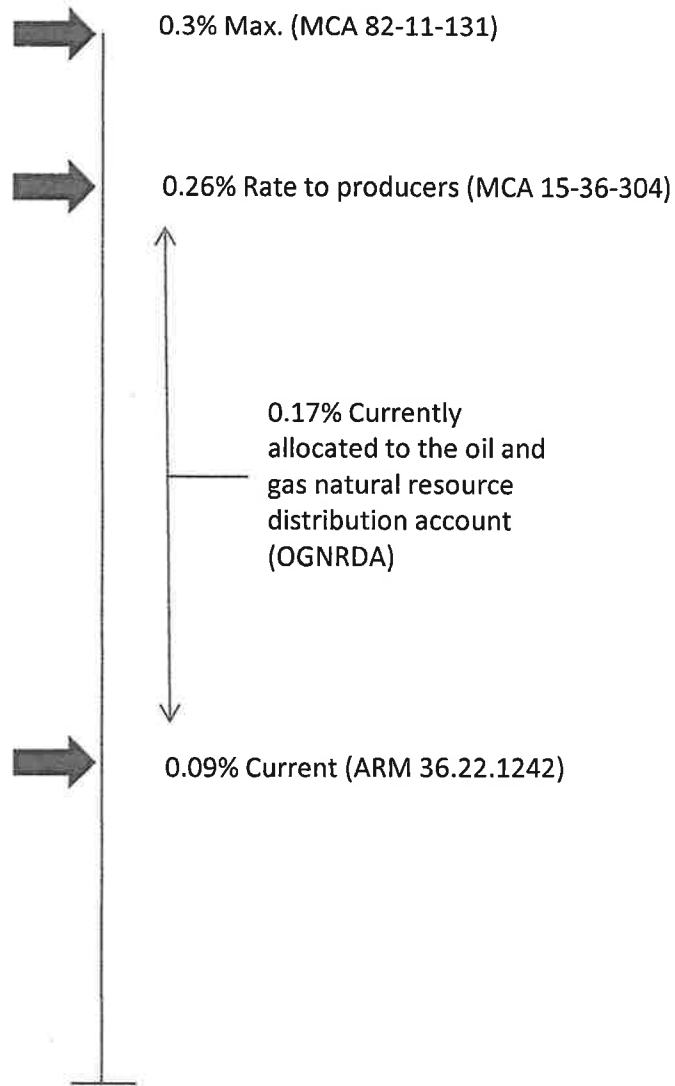 0.3% Max. (MCA 82-11-131)
0.26% Rate to producers (MCA 15-36-304)
0.17% Currently
allocated to the oil and
gas natural resource
distribution account
(OGNRDA)
0.09% Current (ARM 36.22.1242)